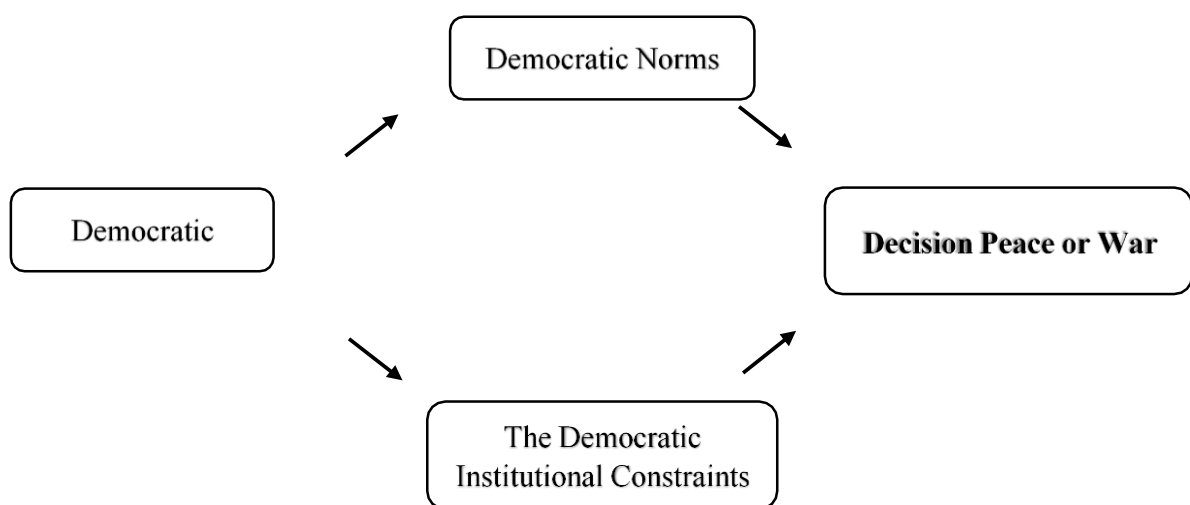 Democratic Norms
Democratic
Decision Peace or War
The Democratic
Institutional Constraints